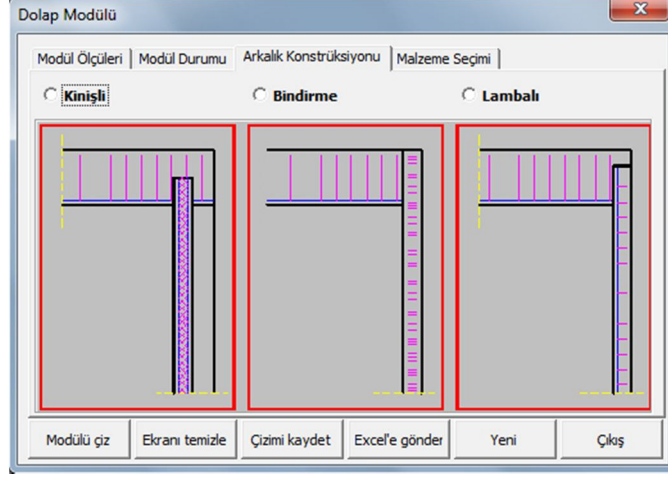 Dolap Modülü
Modül Ölçüleri Modül Durumu Arkalık Konstrüksiyonu Malzeme Seçimi
Kinişli Bindirme Lambalı
Modülü çiz Ekranı temizle Çizimi kaydet Excel'e gönder Yeni Çıkış